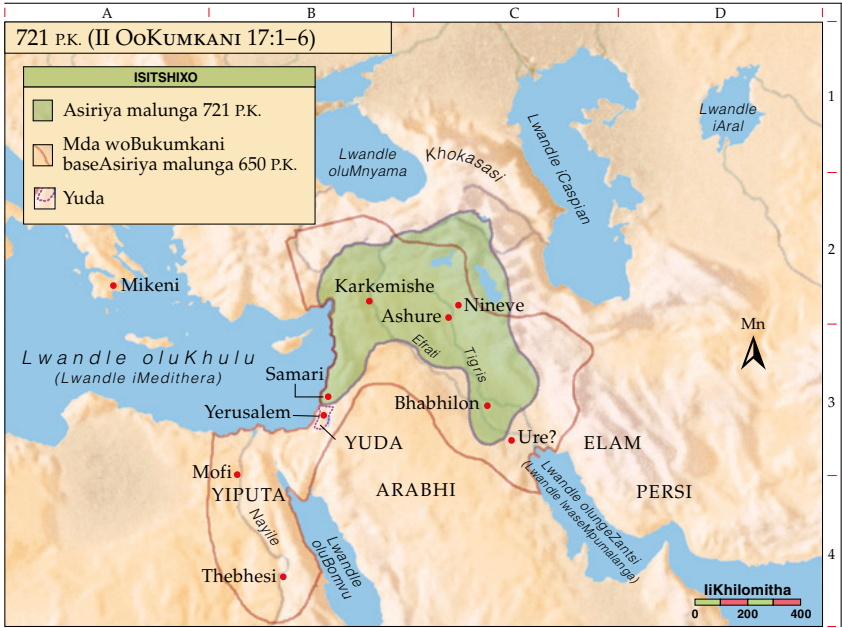 A B C D
721 P.K. (II OoKUMKANI 17:1–6)
ISITSHIXO
Asiriya malunga 721 P.K.
Mda woBukumkani
baseAsiriya malunga 650 P.K.
Yuda
1
2
3
4
Lwandle
oluMnyama
Khokasasi
Lwandle iCaspian
Lwandle
iAral
Mikeni
Karkemishe
Nineve
Ashure
Mn
Lwandle oluKhulu
(Lwandle iMedithera)
Efrati
Tigris
Samari
Bhabhilon
Yerusalem
YUDA
Ure?
ELAM
Mofi
YIPUTA
ARABHI
PERSI
Lwandle olungeZantsi
(Lwandle lwaseMpumalanga)
Nayile
Lwandle
oluBomvu
Thebhesi
IiKhilomitha
0 200 400